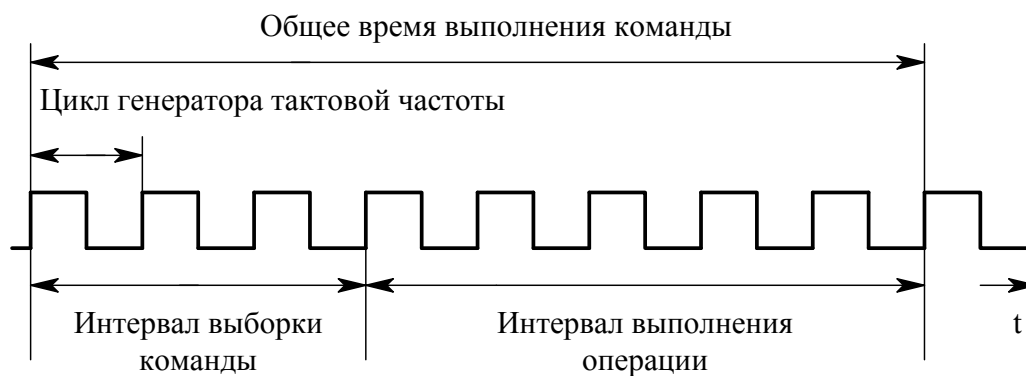 Общее время выполнения команды
Цикл генератора тактовой частоты
Интервал выборки
команды
Интервал выполнения
операции
t